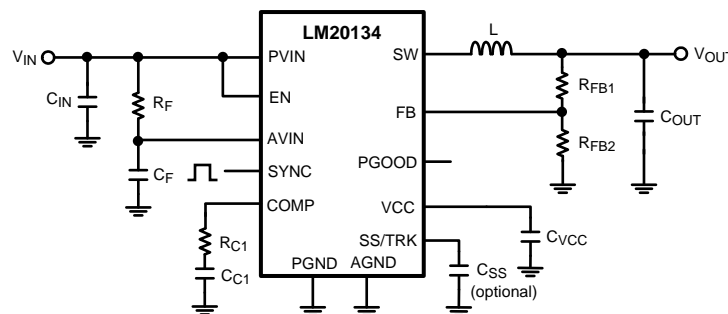 LM20134
VIN
PVIN
SW
L
VOUT
CIN
RF
EN
FB
RFB1
COUT
AVIN
RFB2
CF
SYNC
PGOOD
COMP
VCC
RC1
SS/TRK
CVCC
CC1
PGND
AGND
CSS
(optional)